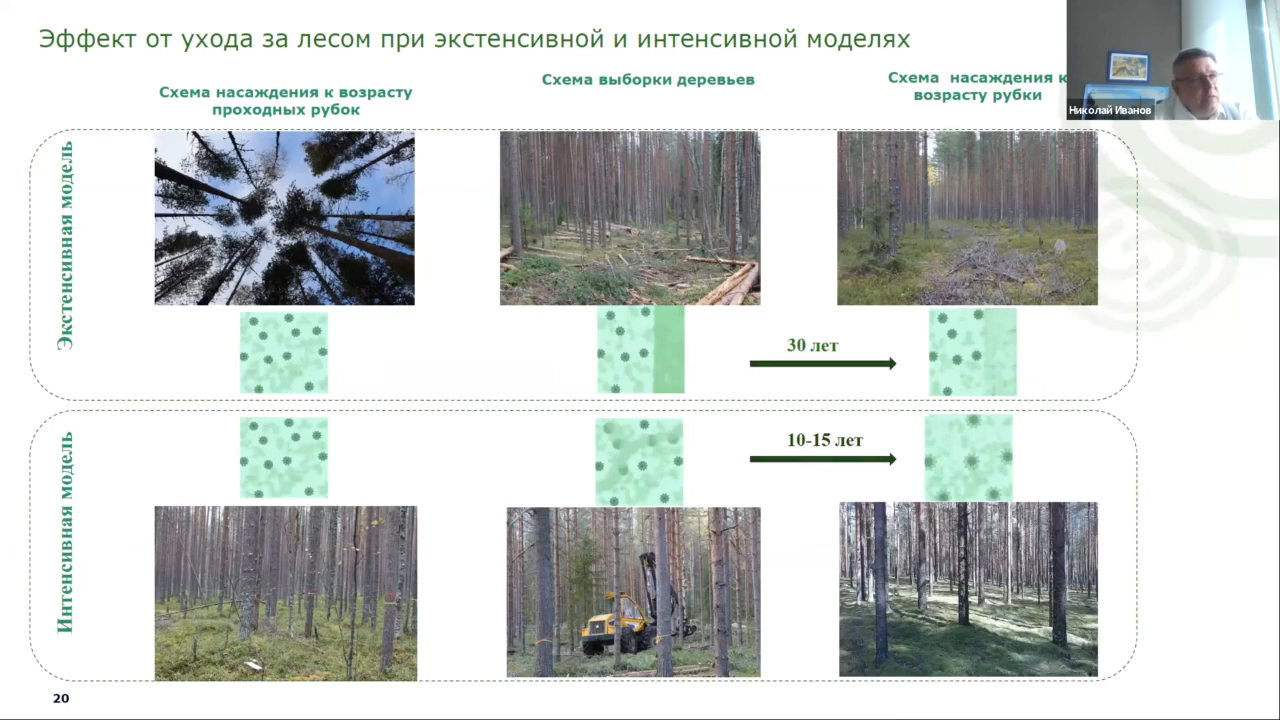 Эффект от ухода за лесом при экстенсивной и интенсивной моделях
Схема насаждения к возрасту
проходных рубок
Схема выборки деревьев
Схема насаждения к
возрасту рубки
Николай Иванов
Экстенсивная модель
30 лет
Интенсивная модель
10-15 лет
20